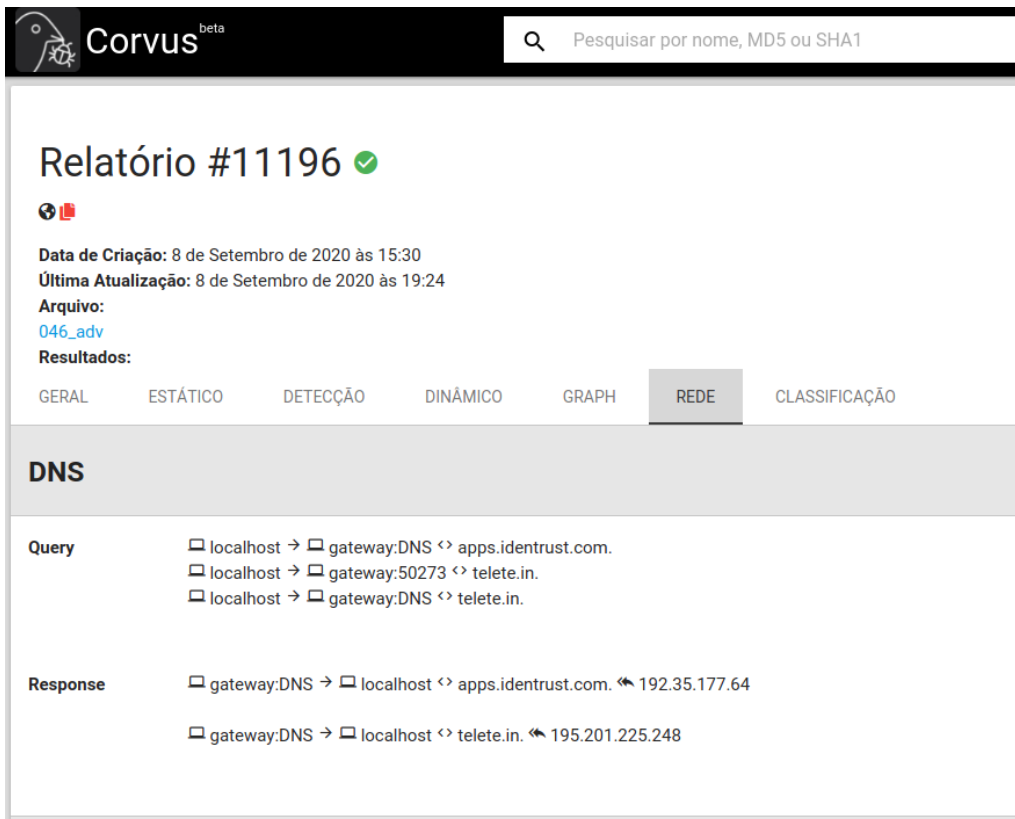 Corvus beta
Pesquisar por nome, MD5 ou SHA1
Relatório #11196
Data de Criação: 8 de Setembro de 2020 às 15:30
Última Atualização: 8 de Setembro de 2020 às 19:24
Arquivo:
046_adv
Resultados:
GERAL ESTÁTICO DETECÇÃO DINÂMICO GRAPH REDE CLASSIFICAÇÃO
DNS
Query localhost → gateway:DNS <> apps.identrust.com.
localhost → gateway:50273 <> telete.in.
localhost → gateway:DNS <> telete.in.
Response gateway:DNS → localhost <> apps.identrust.com. 192.35.177.64
gateway:DNS → localhost <> telete.in. 195.201.225.248